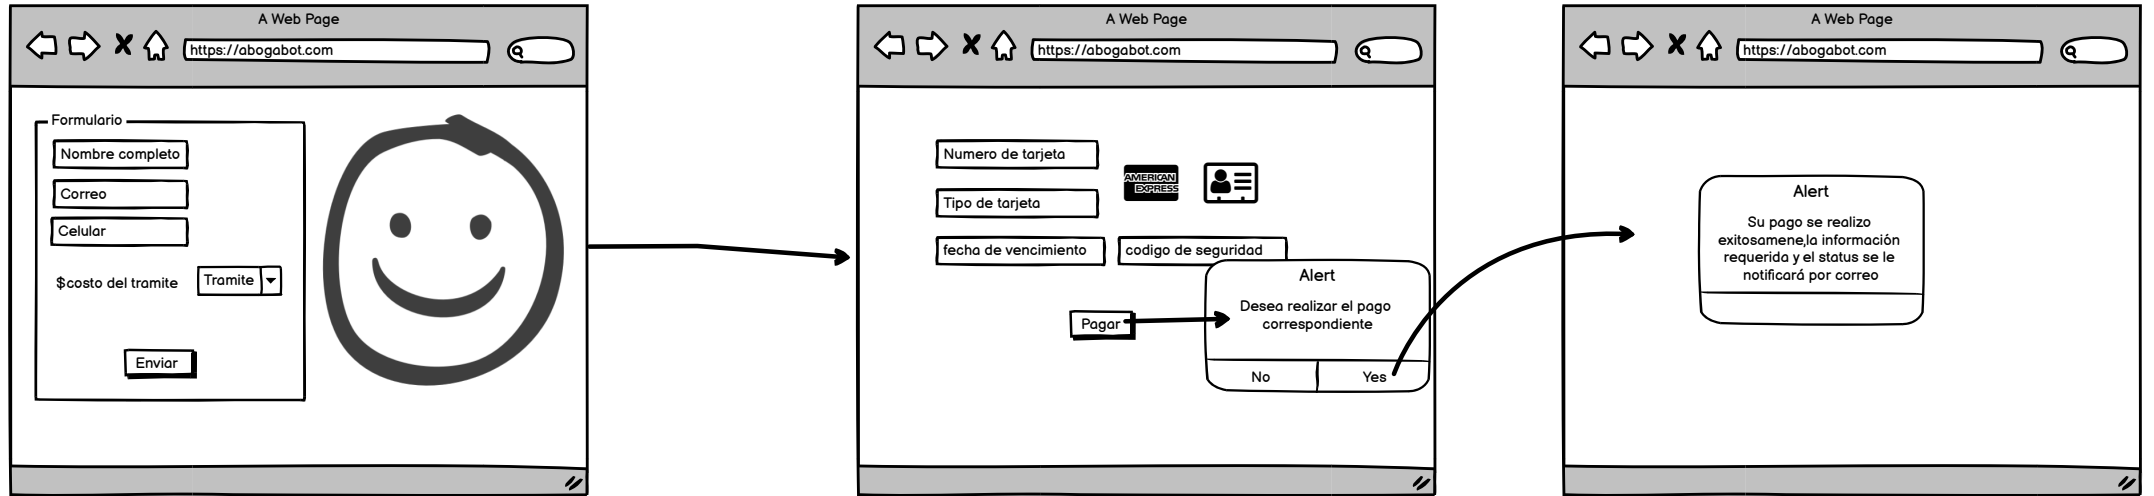 A Web Page
https://abogabot.com
Formulario
Nombre completo
Correo
Celular
$costo del tramite
Tramite
Enviar
A Web Page
https://abogabot.com
Numero de tarjeta
AMERICAN
EXPRESS
Tipo de tarjeta
fecha de vencimiento
codigo de seguridad
Pagar
Alert
Desea realizar el pago
correspondiente
No
Yes
A Web Page
https://abogabot.com
Alert
Su pago se realizo
exitosamene,la información
requerida y el status se le
notificará por correo